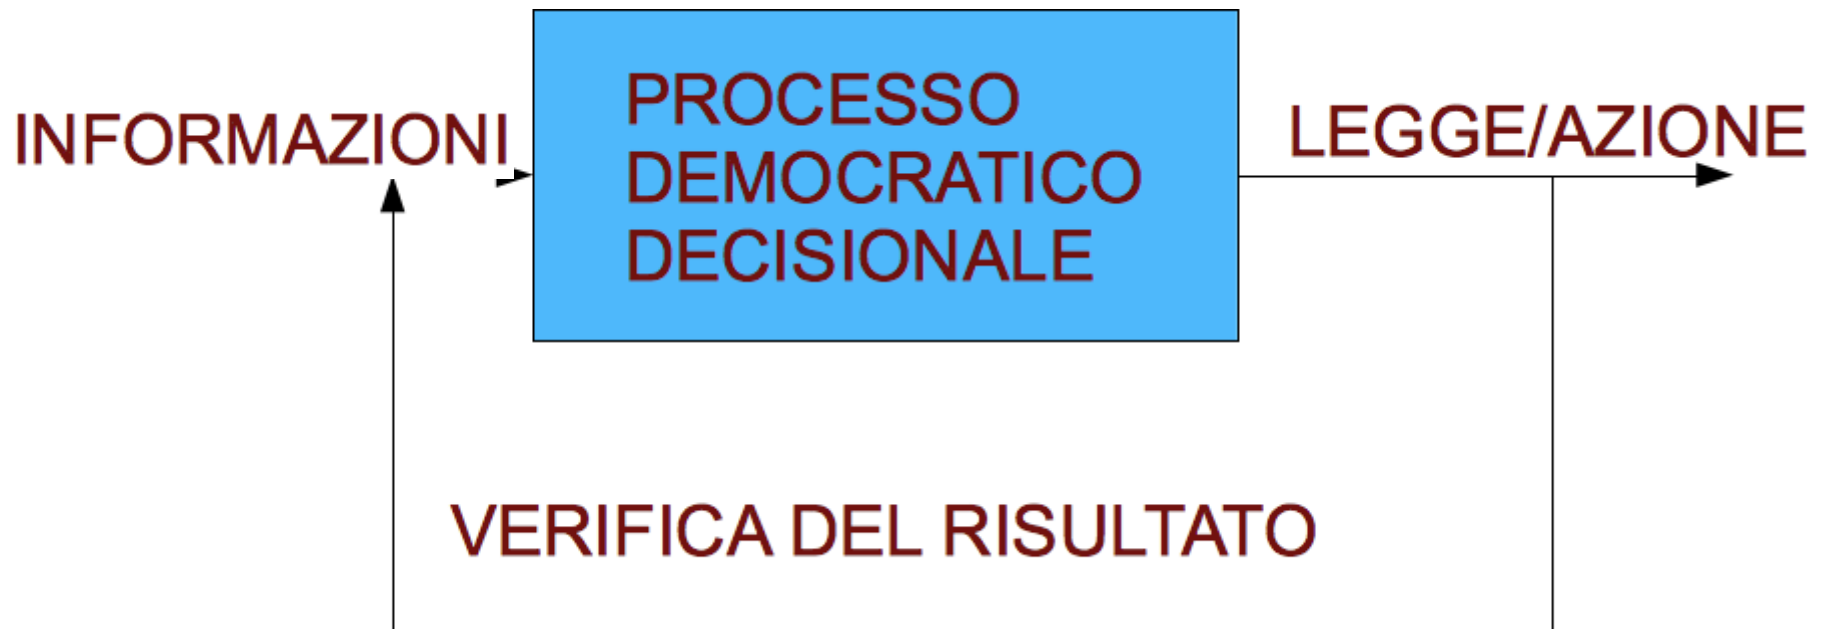 INFORMAZIONI
PROCESSO
DEMOCRATICO
DECISIONALE
LEGGE/AZIONE
VERIFICA DEL RISULTATO